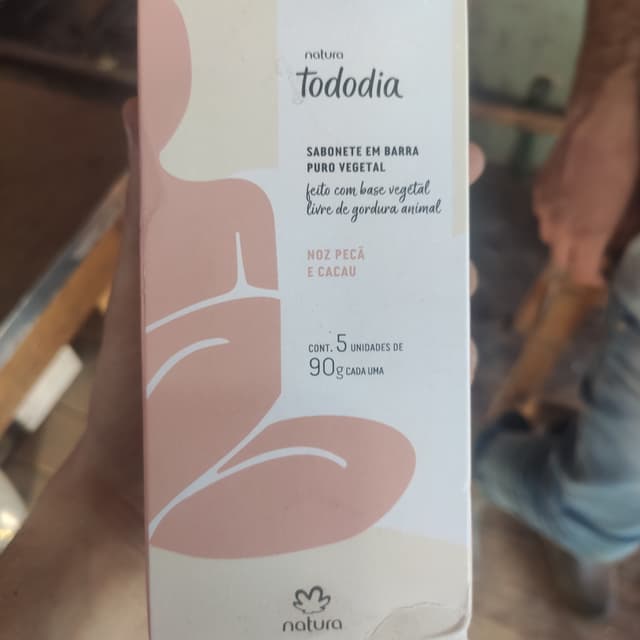 natura
Tododia
SABONETE EM BARRA
PURO VEGETAL
feito com base vegetal
livre de gordura animal
NOZ PECÃ
E CACAU
CONT. 5 UNIDADES DE
90g CADA UMA
natura